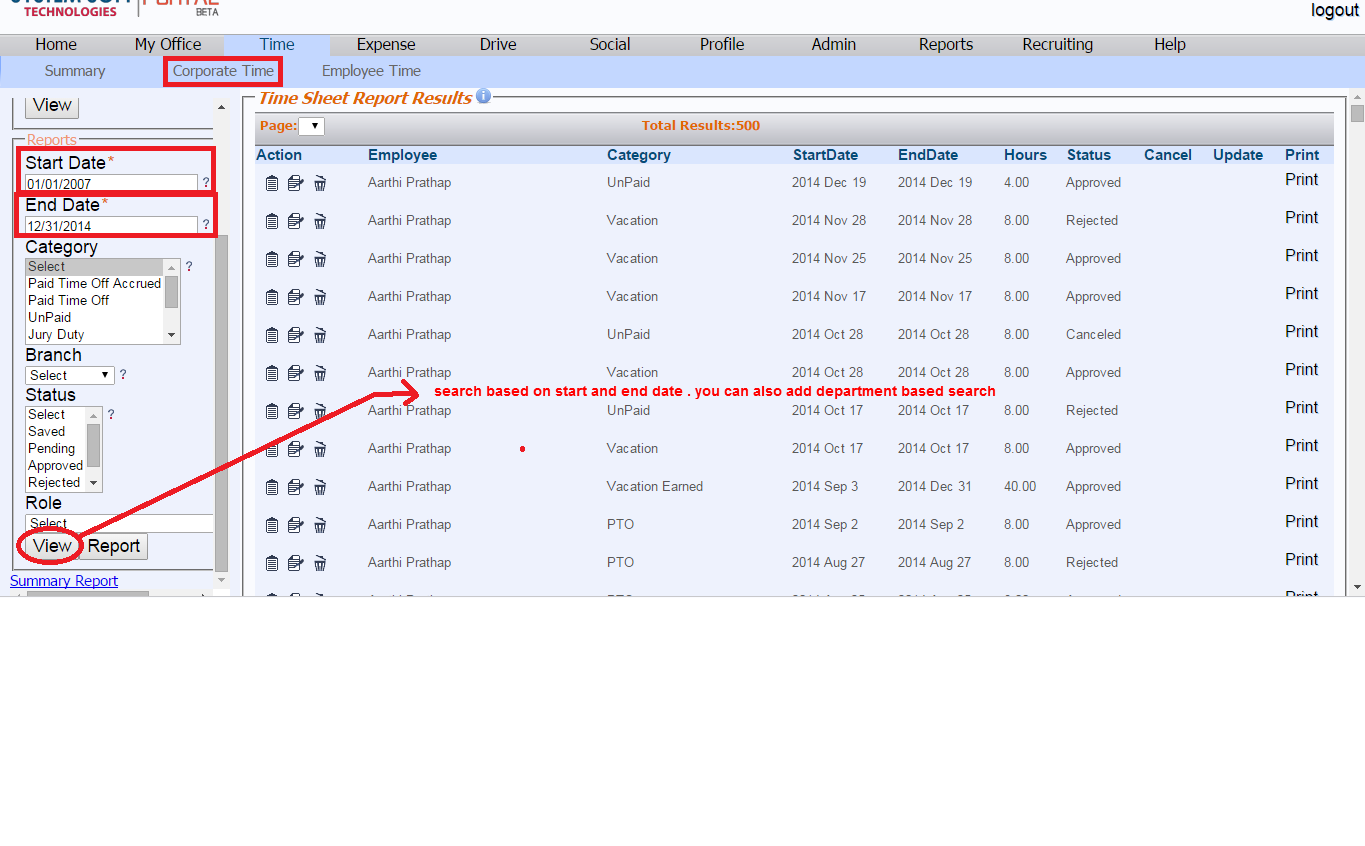 TECHNOLOGIES
BETA
logout
Home My Office Time Expense Drive Social Profile Admin Reports Recruiting Help
Summary Corporate Time Employee Time
View
Reports
Start Date*
01/01/2007 ?
End Date*
12/31/2014 ?
Category
Select ?
Paid Time Off Accrued
Paid Time Off
UnPaid
Jury Duty
Branch
Select ?
Status
Select ?
Saved
Pending
Approved
Rejected
Role
Select
View Report
Summary Report
Time Sheet Report Results i
Page: Total Results:500
Action Employee Category StartDate EndDate Hours Status Cancel Update Print
Aarthi Prathap UnPaid 2014 Dec 19 2014 Dec 19 4.00 Approved Print
Aarthi Prathap Vacation 2014 Nov 28 2014 Nov 28 8.00 Rejected Print
Aarthi Prathap Vacation 2014 Nov 25 2014 Nov 25 8.00 Approved Print
Aarthi Prathap Vacation 2014 Nov 17 2014 Nov 17 8.00 Approved Print
Aarthi Prathap UnPaid 2014 Oct 28 2014 Oct 28 8.00 Canceled Print
Aarthi Prathap Vacation 2014 Oct 28 2014 Oct 28 8.00 Approved Print
search based on start and end date . you can also add department based search
Aarthi Prathap UnPaid 2014 Oct 17 2014 Oct 17 8.00 Rejected Print
Aarthi Prathap Vacation 2014 Oct 17 2014 Oct 17 8.00 Approved Print
Aarthi Prathap Vacation Earned 2014 Sep 3 2014 Dec 31 40.00 Approved Print
Aarthi Prathap PTO 2014 Sep 2 2014 Sep 2 8.00 Approved Print
Aarthi Prathap PTO 2014 Aug 27 2014 Aug 27 8.00 Rejected Print